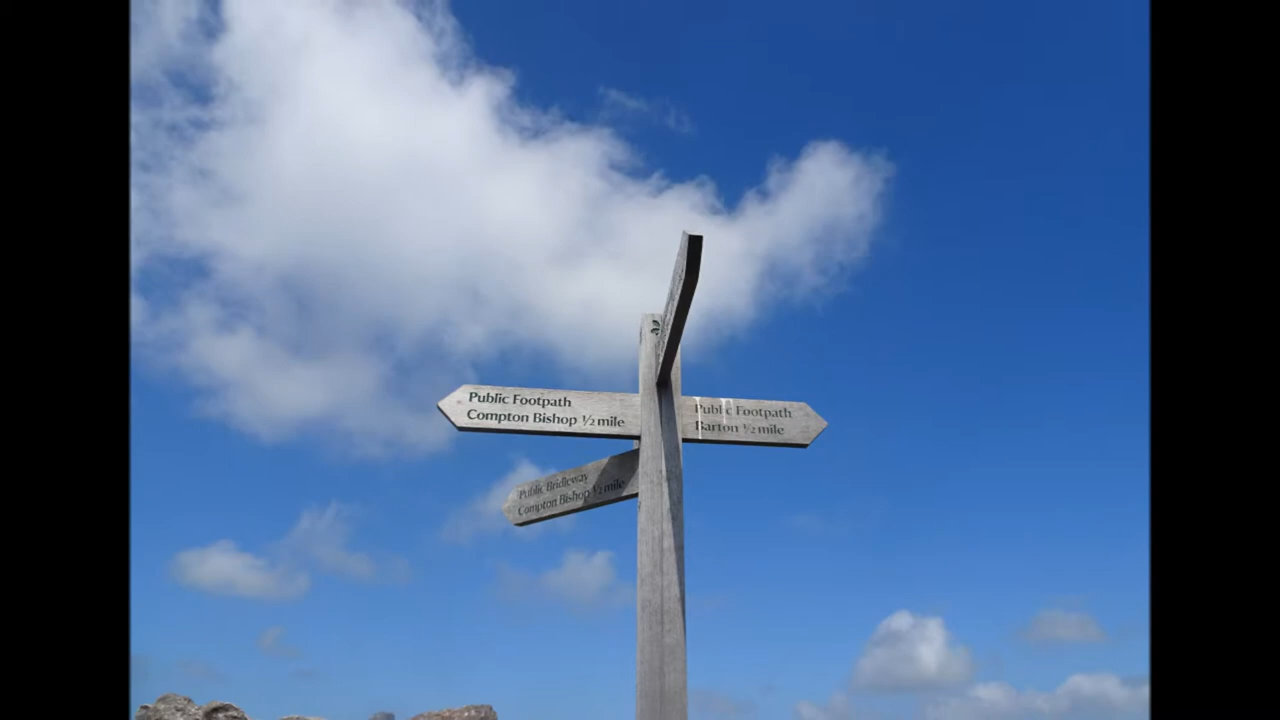 Public Footpath
Compton Bishop ½ mile
Public Footpath
Barton ½ mile
Public Bridleway
Compton Bishop ½ mile